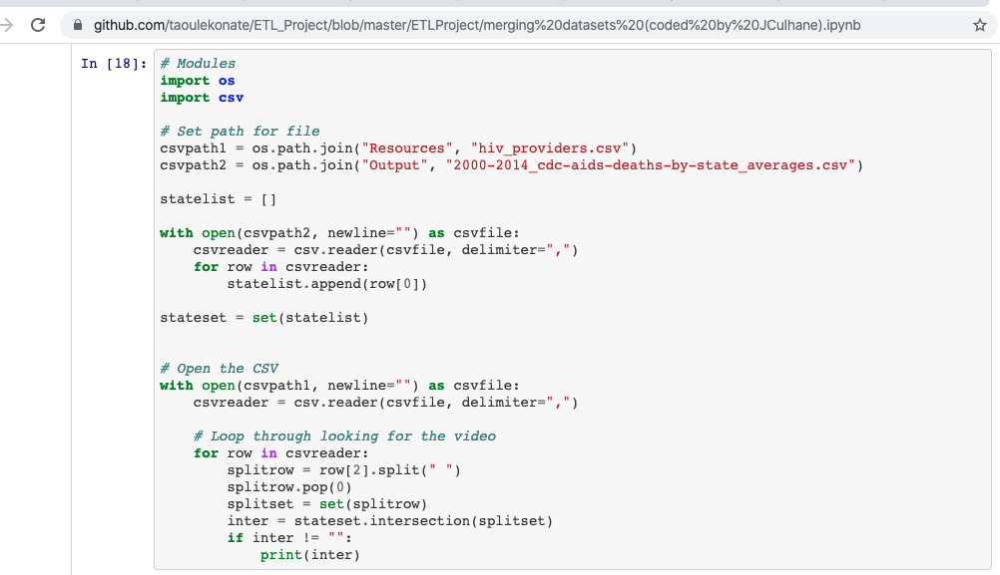 github.com/taoulekonate/ETL_Project/blob/master/ETLProject/merging%20datasets%20(coded%20by%20JCulhane).ipynb
In [18]: # Modules
import os
import csv
# Set path for file
csvpath1 = os.path.join("Resources", "hiv_providers.csv")
csvpath2 = os.path.join("Output", "2000-2014_cdc-aids-deaths-by-state_averages.csv")
statelist = []
with open(csvpath2, newline="") as csvfile:
    csvreader = csv.reader(csvfile, delimiter=",")
    for row in csvreader:
        statelist.append(row[0])
stateset = set(statelist)
# Open the CSV
with open(csvpath1, newline="") as csvfile:
    csvreader = csv.reader(csvfile, delimiter=",")
    # Loop through looking for the video
    for row in csvreader:
        splitrow = row[2].split(" ")
        splitrow.pop(0)
        splitset = set(splitrow)
        inter = stateset.intersection(splitset)
        if inter != "":
            print(inter)